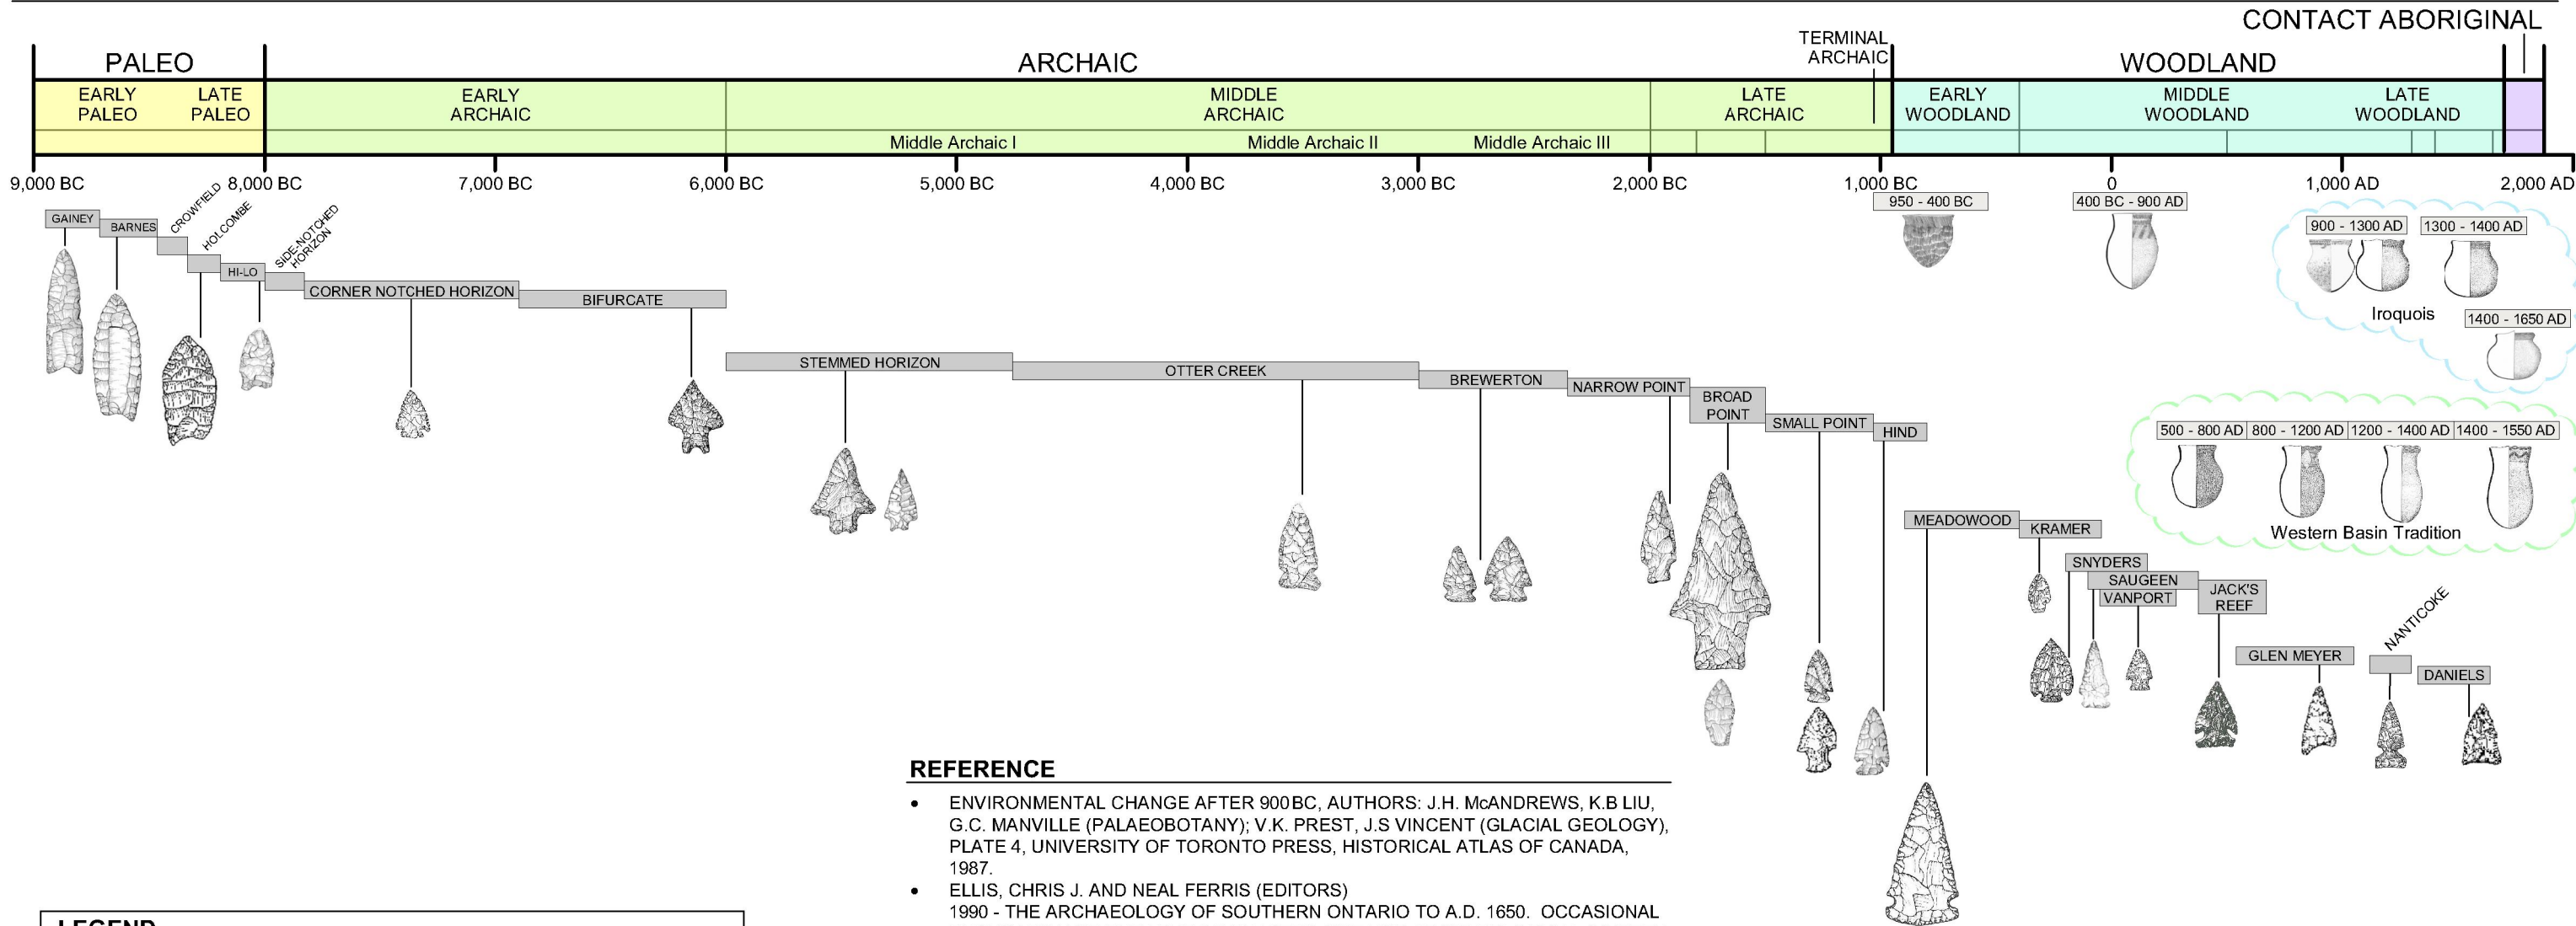 CONTACT ABORIGINAL
PALEO
ARCHAIC
TERMINAL
ARCHAIC
WOODLAND
EARLY
PALEO
LATE
PALEO
EARLY
ARCHAIC
MIDDLE
ARCHAIC
LATE
ARCHAIC
EARLY
WOODLAND
MIDDLE
WOODLAND
LATE
WOODLAND
Middle Archaic I
Middle Archaic II
Middle Archaic III
9,000 BC
8,000 BC
7,000 BC
6,000 BC
5,000 BC
4,000 BC
3,000 BC
2,000 BC
1,000 BC
0
1,000 AD
2,000 AD
GAINEY
BARNES
CROWFIELD
HOLCOMBE
HI-LO
SIDE-NOTCHED
HORIZON
CORNER NOTCHED HORIZON
BIFURCATE
STEMMED HORIZON
OTTER CREEK
BREWERTON
NARROW POINT
BROAD
POINT
SMALL POINT
HIND
950 - 400 BC
400 BC - 900 AD
900 - 1300 AD
1300 - 1400 AD
Iroquois
1400 - 1650 AD
500 - 800 AD
800 - 1200 AD
1200 - 1400 AD
1400 - 1550 AD
Western Basin Tradition
MEADOWOOD
KRAMER
SNYDERS
SAUGEEN
VANPORT
JACK'S
REEF
GLEN MEYER
NANTICOKE
DANIELS
REFERENCE
• ENVIRONMENTAL CHANGE AFTER 900BC, AUTHORS: J.H. McANDREWS, K.B LIU,
G.C. MANVILLE (PALAEOBOTANY); V.K. PREST, J.S VINCENT (GLACIAL GEOLOGY),
PLATE 4, UNIVERSITY OF TORONTO PRESS, HISTORICAL ATLAS OF CANADA,
1987.
• ELLIS, CHRIS J. AND NEAL FERRIS (EDITORS)
1990 - THE ARCHAEOLOGY OF SOUTHERN ONTARIO TO A.D. 1650. OCCASIONAL
LEGEND